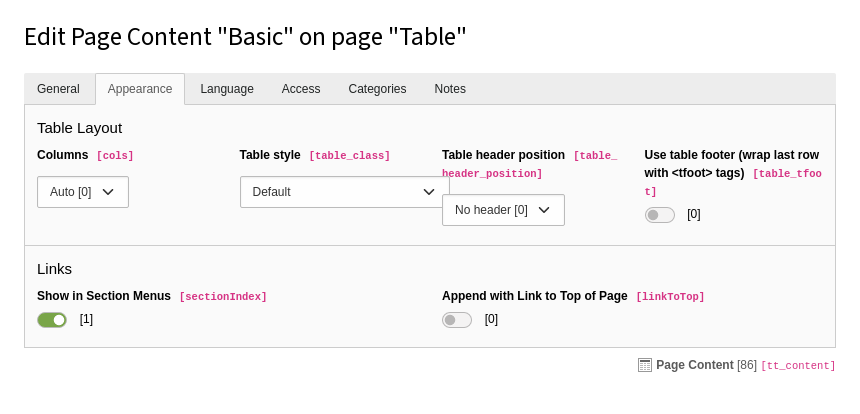 Edit Page Content "Basic" on page "Table"
General Appearance Language Access Categories Notes
Table Layout
Columns [cols]
Auto [0]
Table style [table_class]
Default
Table header position [table_
header_position]
No header [0]
Use table footer (wrap last row
with <tfoot> tags) [table_tfoo
t]
[0]
Links
Show in Section Menus [sectionIndex]
[1]
Append with Link to Top of Page [linkToTop]
[0]
Page Content [86] [tt_content]